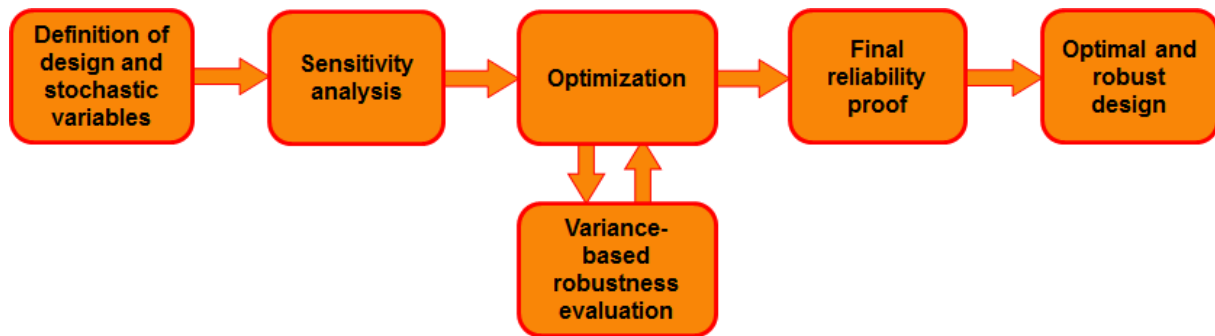 Definition of
design and
stochastic
variables
Sensitivity
analysis
Optimization
Final
reliability
proof
Optimal and
robust
design
Variance-
based
robustness
evaluation